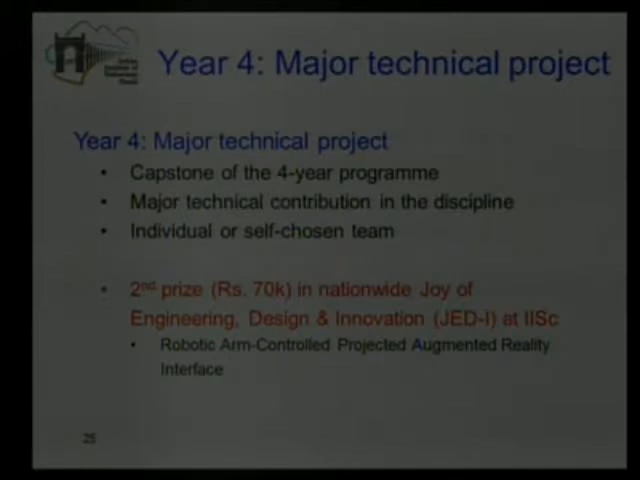 Year 4: Major technical project
Year 4: Major technical project
• Capstone of the 4-year programme
• Major technical contribution in the discipline
• Individual or self-chosen team
• 2nd prize (Rs. 70k) in nationwide Joy of
Engineering, Design & Innovation (JED-I) at IISc
• Robotic Arm-Controlled Projected Augmented Reality
Interface
25